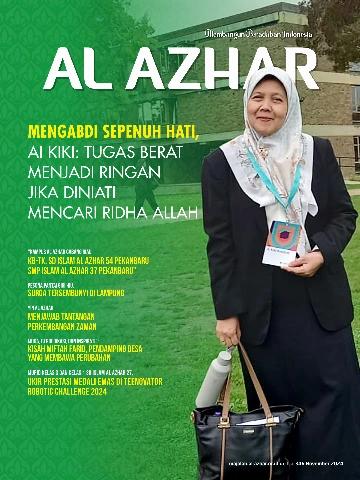 Membangun Peradaban Indonesia
AL AZHAR
MENGABDI SEPENUH HATI,
AI KIKI: TUGAS BERAT
MENJADI RINGAN
JIKA DINIATI
MENCARI RIDHA ALLAH
KB-TK, SD ISLAM AL AZHAR 54 PEKANBARU
SMP ISLAM AL AZHAR 37 PEKANBARU"
SURGA TERSEMBUNYI DI LAMPUNG
MENJAWAB TANTANGAN
PERKEMBANGAN ZAMAN
KISAH MIFTAH FARID, PENDAMPING DESA
YANG MEMBAWA PERUBAHAN
UKIR PRESTASI MEDALI EMAS DI TEENOVATOR
ROBOTIC CHALLENGE 2024
November 2024